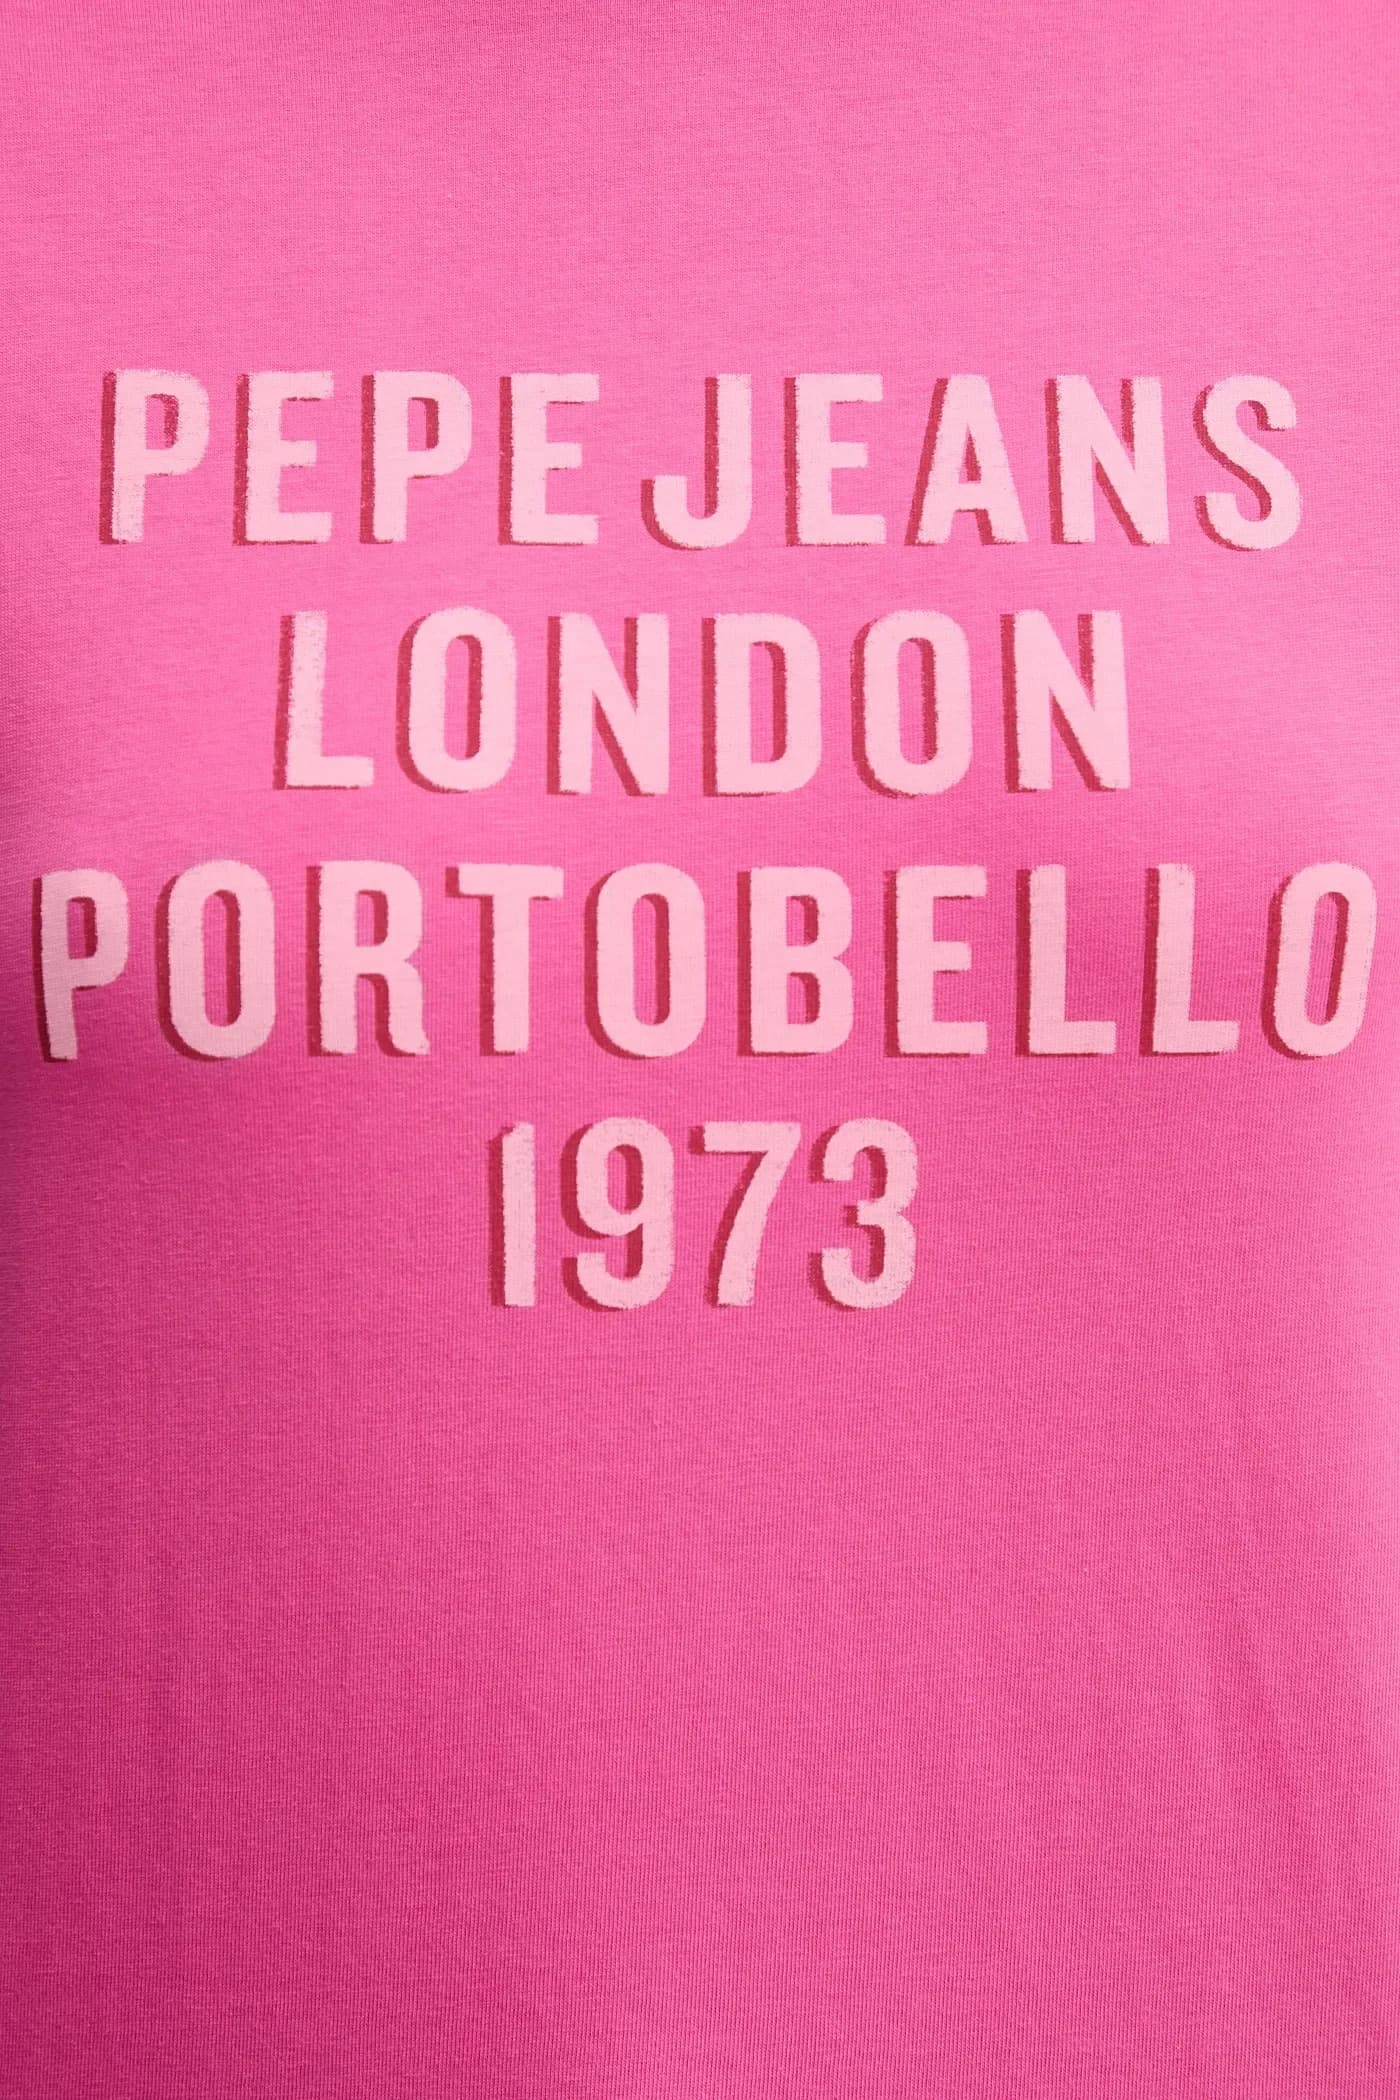 PEPE JEANS
LONDON
PORTOBELLO
1973